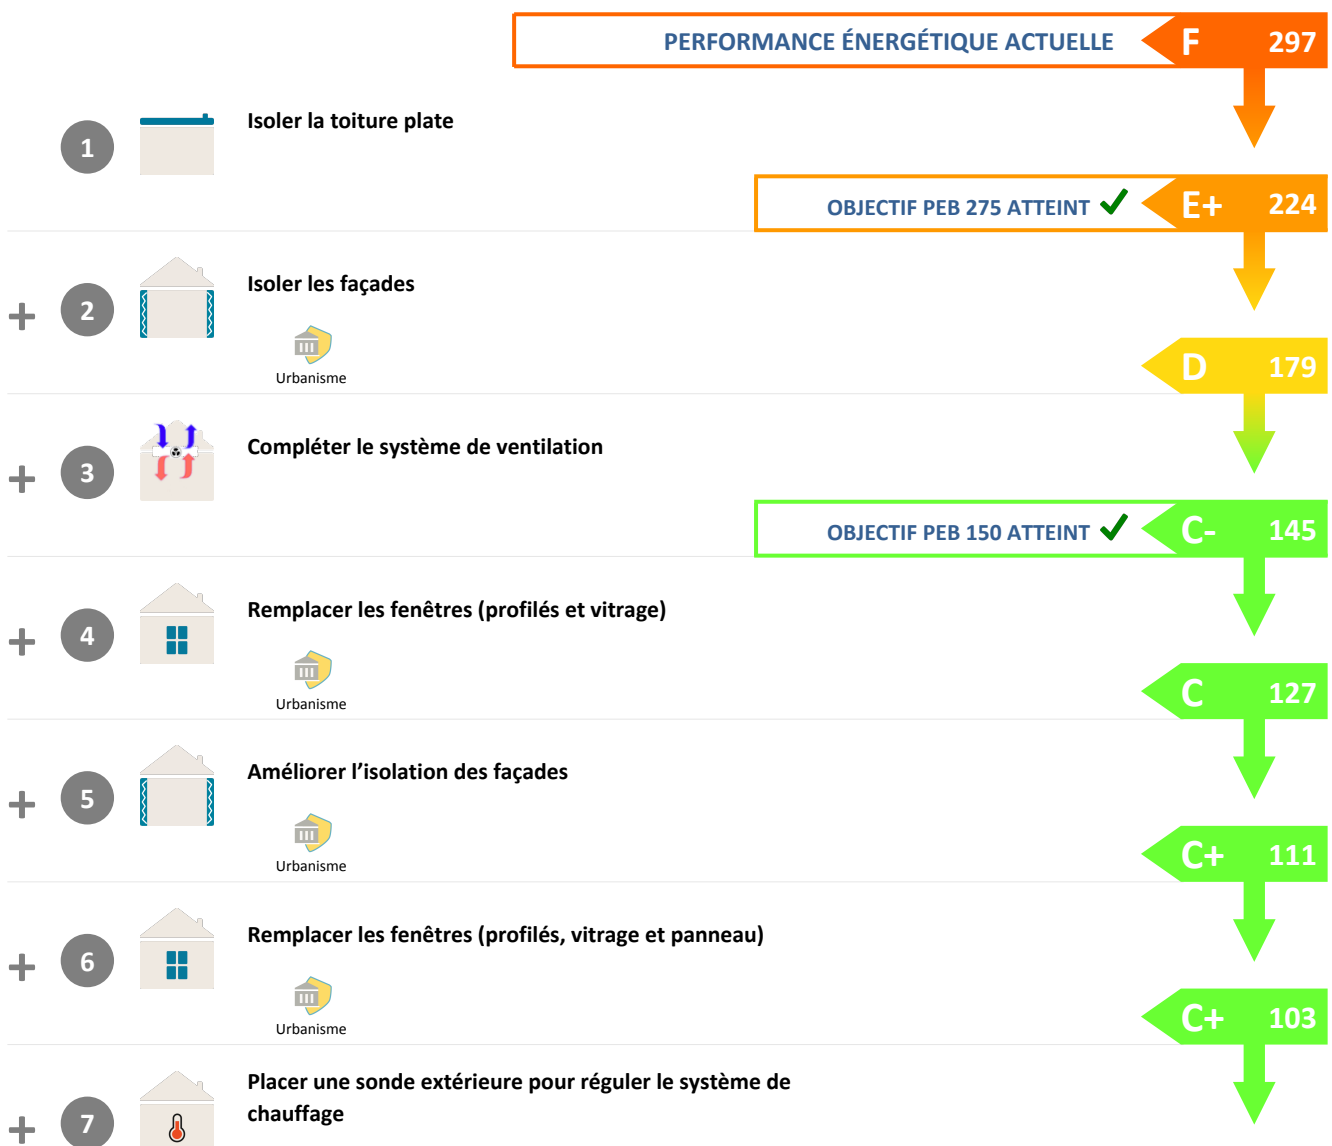 PERFORMANCE ÉNERGÉTIQUE ACTUELLE F 297
1 Isoler la toiture plate
OBJECTIF PEB 275 ATTEINT E+ 224
+ 2 Isoler les façades
Urbanisme
D 179
+ 3 Compléter le système de ventilation
OBJECTIF PEB 150 ATTEINT C- 145
+ 4 Remplacer les fenêtres (profilés et vitrage)
Urbanisme
C 127
+ 5 Améliorer l’isolation des façades
Urbanisme
C+ 111
+ 6 Remplacer les fenêtres (profilés, vitrage et panneau)
Urbanisme
C+ 103
+ 7 Placer une sonde extérieure pour réguler le système de
chauffage